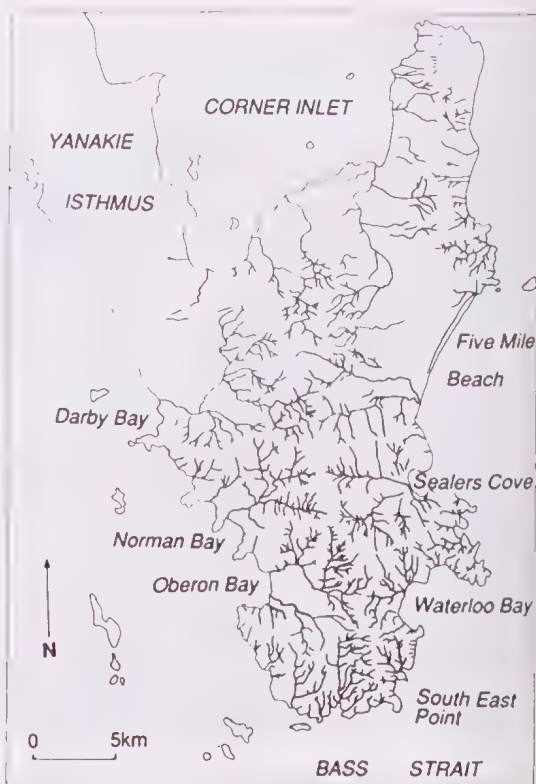 CORNER INLET
YANAKIE
ISTHMUS
Five Mile
Beach
Darby Bay
Sealers Cove
Norman Bay
Oberon Bay
Waterloo Bay
N
South East
Point
0 5km
BASS STRAIT